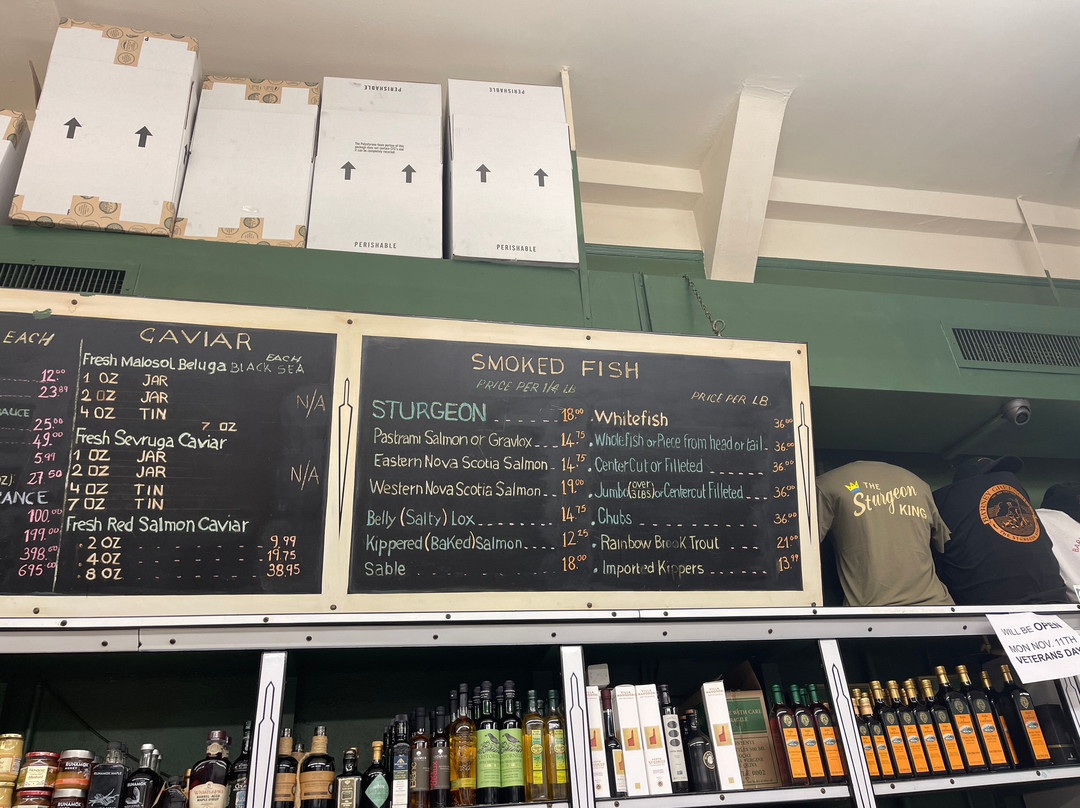 PERISHABLE
PERISHABLE
PERISHABLE
PERISHABLE
EACH
12.00
23.89
25.00
49.00
5.99
27.50
100.00
199.00
398.00
695.00
CAVIAR
EACH
Fresh Malosol Beluga BLACK SEA
1 OZ JAR
2 OZ JAR
4 OZ TIN
N/A
7 OZ
Fresh Sevruga Caviar
1 OZ JAR
2 OZ JAR
4 OZ TIN
7 OZ TIN
N/A
Fresh Red Salmon Caviar
2 OZ 9.99
4 OZ 19.75
8 OZ 38.95
SMOKED FISH
PRICE PER 1/4 Lb
STURGEON 18.00
Pastrami Salmon or Gravlox 14.75
Eastern Nova Scotia Salmon 14.75
Western Nova Scotia Salmon 19.00
Belly (Salty) Lox 14.75
Kippered (Baked) Salmon 12.25
Sable 18.00
PRICE PER LB
Whitefish 36.00
Whole fish or Piece from head or tail 36.00
Center Cut or Filleted 36.00
Jumbo (over 3 LBS) or Centercut Filleted 36.00
Chubs 36.00
Rainbow Brook Trout 21.00
Imported Kippers 13.99
THE
Sturgeon
KING
WILL BE OPEN
MON NOV. 11TH
VETERANS DAY